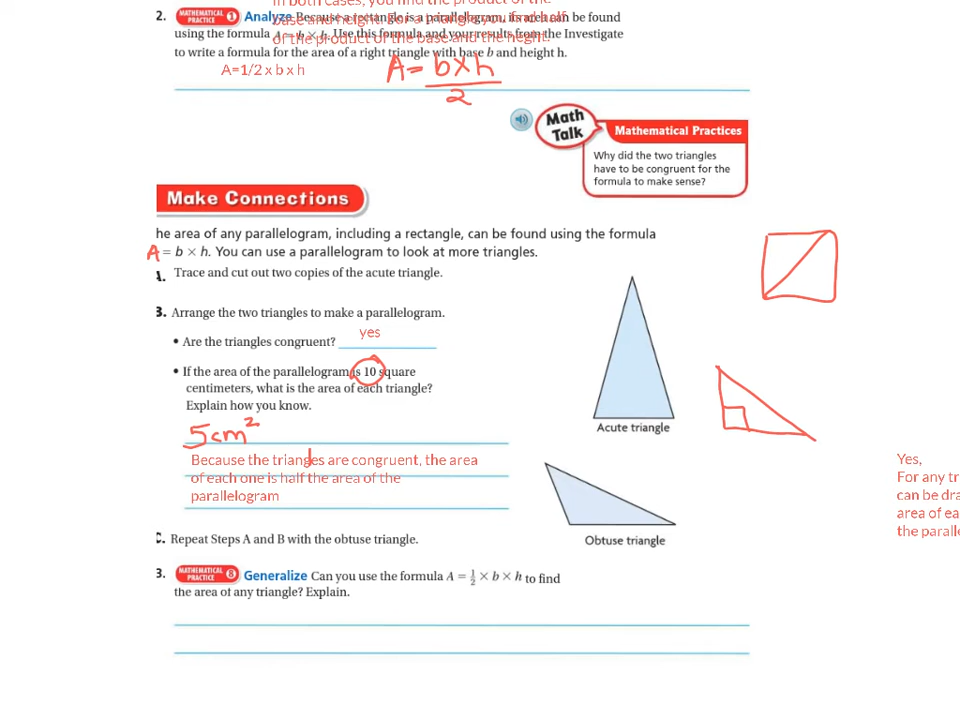 In both cases, you find the product of the
2. MATHEMATICAL PRACTICE 1 Analyze Because a rectangle is a parallelogram, its area can be found
base and height. For a triangle, you find half
using the formula A = b × h. Use this formula and your results from the Investigate
of the product of the base and the height.
to write a formula for the area of a right triangle with base b and height h.
A=1/2 x b x h
A = b x h
2
Math Talk
Mathematical Practices
Why did the two triangles
have to be congruent for the
formula to make sense?
Make Connections
he area of any parallelogram, including a rectangle, can be found using the formula
A = b × h. You can use a parallelogram to look at more triangles.
Trace and cut out two copies of the acute triangle.
Arrange the two triangles to make a parallelogram.
• Are the triangles congruent? yes
• If the area of the parallelogram is 10 square
centimeters, what is the area of each triangle?
Explain how you know.
5cm²
Because the triangles are congruent, the area
of each one is half the area of the
parallelogram
Acute triangle
Obtuse triangle
Yes,
For any tr
can be dra
area of ea
the paralle
Repeat Steps A and B with the obtuse triangle.
3. MATHEMATICAL PRACTICE 8 Generalize Can you use the formula A = 1/2 × b × h to find
the area of any triangle? Explain.